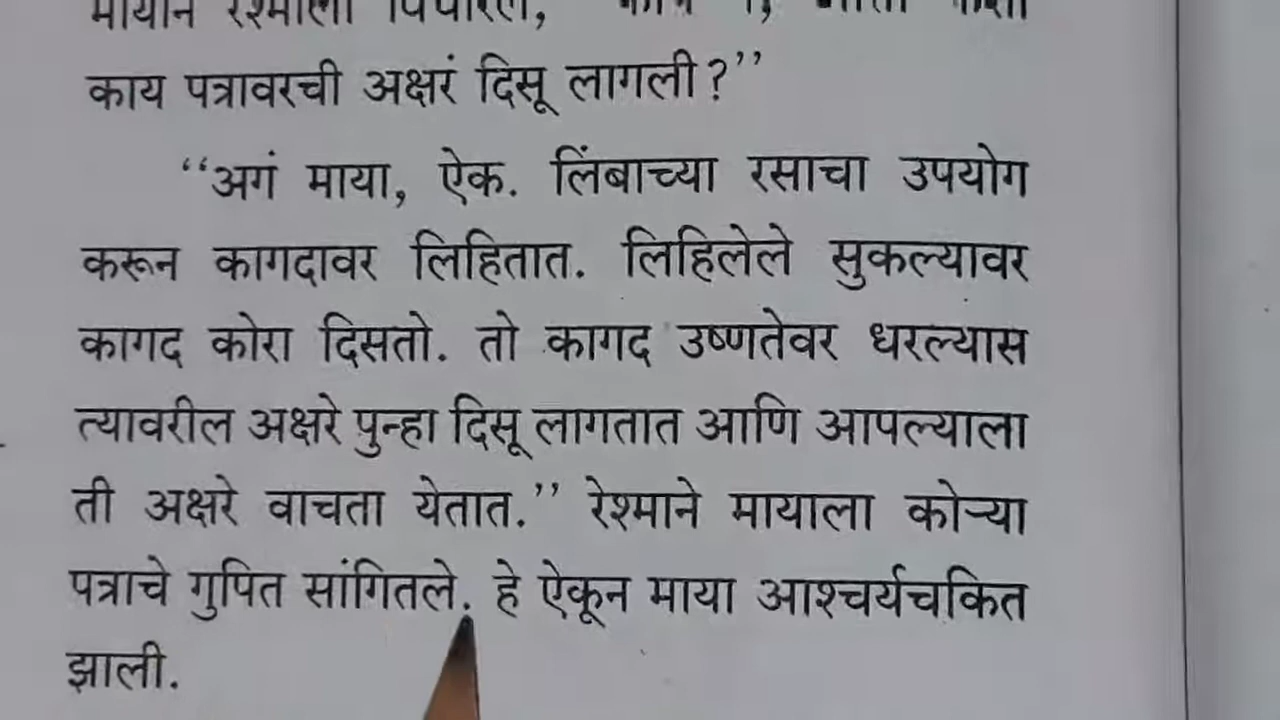 मायाने रेश्माला विचारले,
काय पत्रावरची अक्षरं दिसू लागली?”
“अगं माया, ऐक. लिंबाच्या रसाचा उपयोग
करून कागदावर लिहितात. लिहिलेले सुकल्यावर
कागद कोरा दिसतो. तो कागद उष्णतेवर धरल्यास
त्यावरील अक्षरे पुन्हा दिसू लागतात आणि आपल्याला
ती अक्षरे वाचता येतात.” रेश्माने मायाला कोऱ्या
पत्राचे गुपित सांगितले. हे ऐकून माया आश्चर्यचकित
झाली.